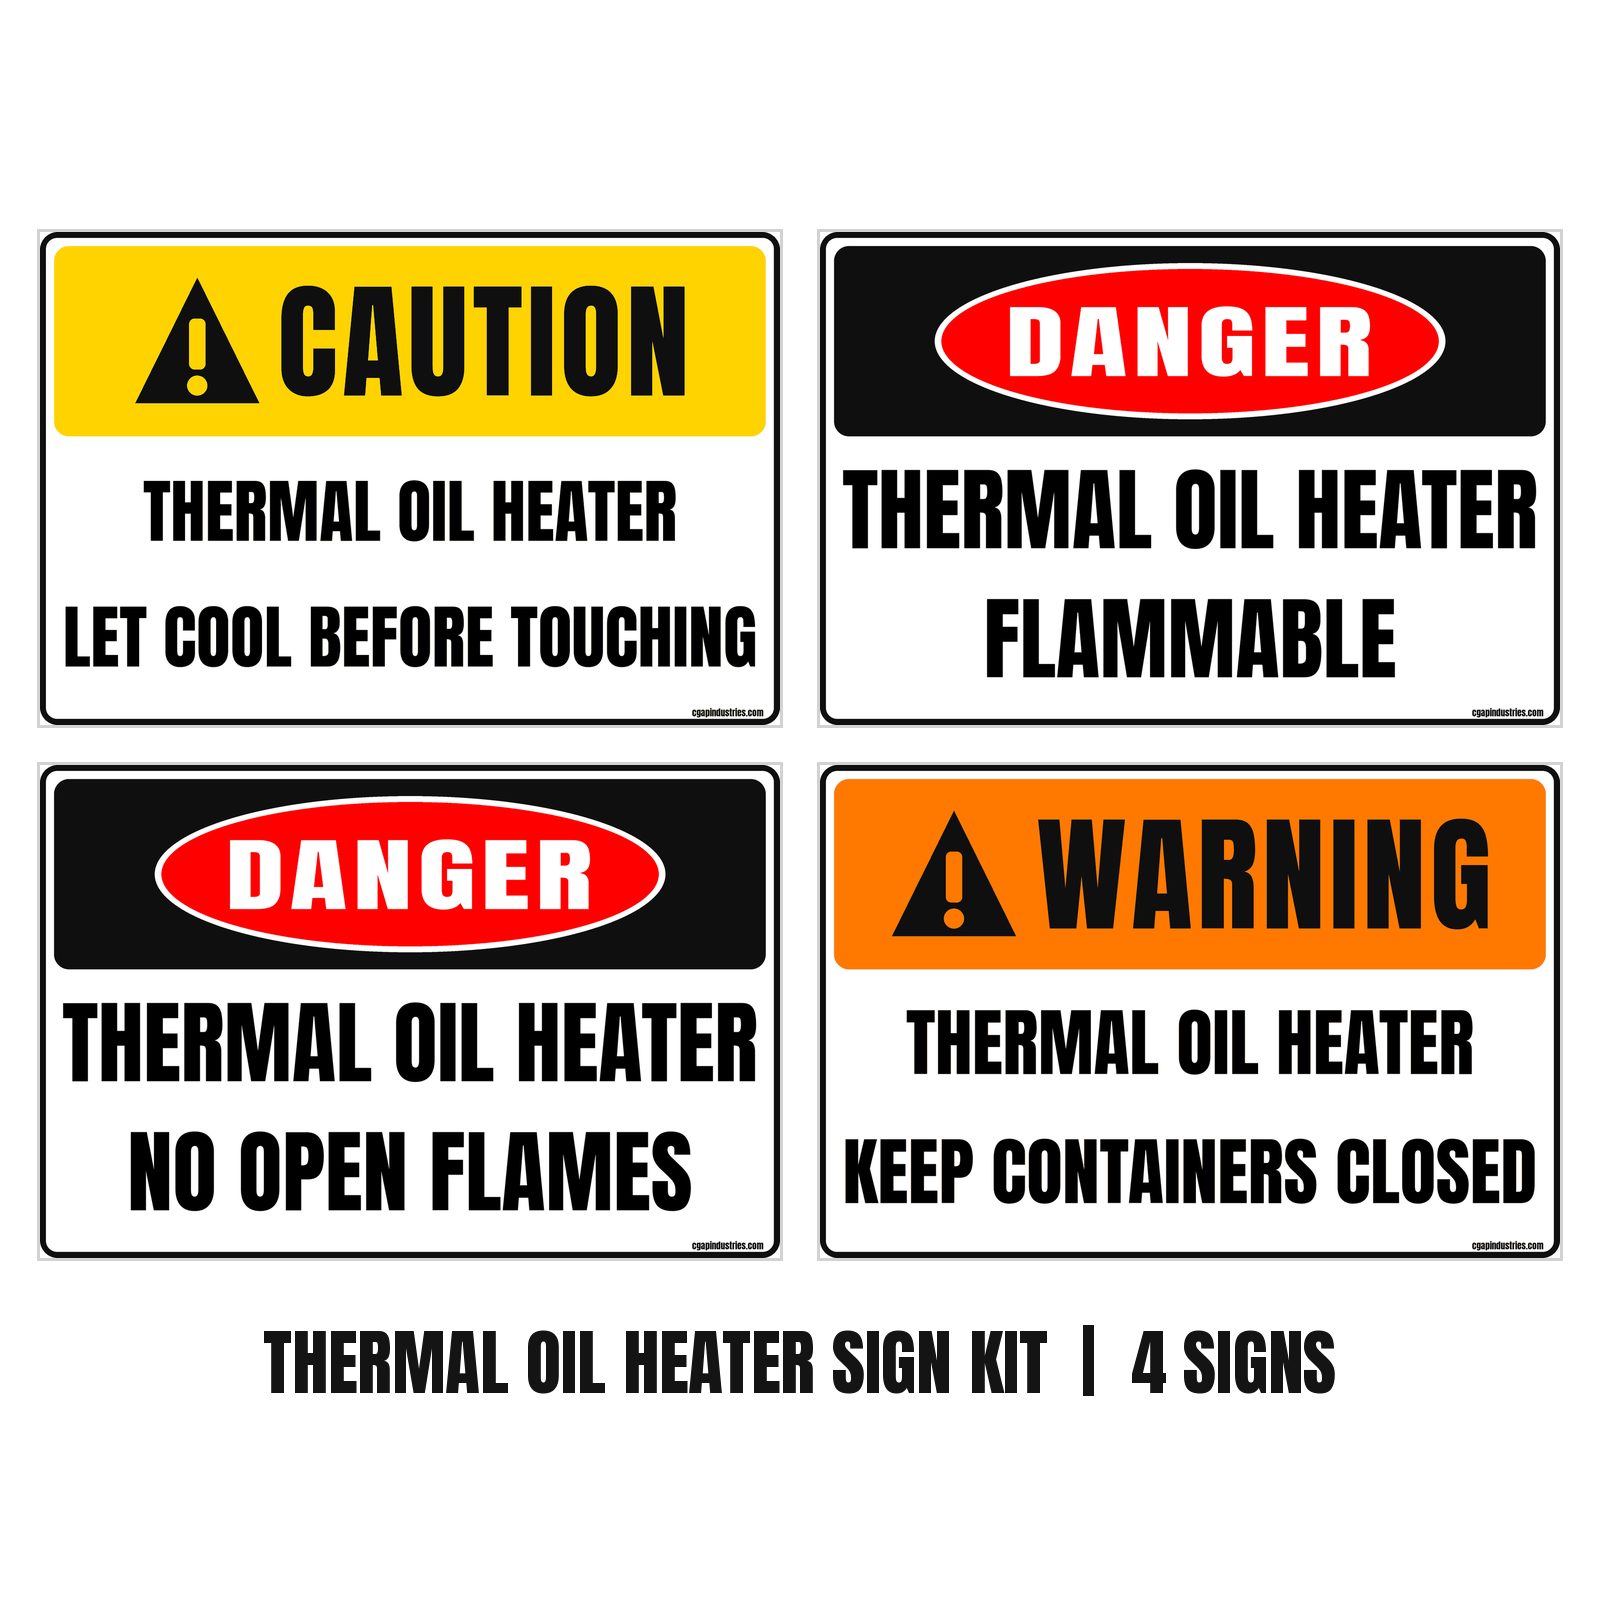 CAUTION
THERMAL OIL HEATER
LET COOL BEFORE TOUCHING
cgapindustries.com
DANGER
THERMAL OIL HEATER
FLAMMABLE
cgapindustries.com
DANGER
THERMAL OIL HEATER
NO OPEN FLAMES
cgapindustries.com
WARNING
THERMAL OIL HEATER
KEEP CONTAINERS CLOSED
cgapindustries.com
THERMAL OIL HEATER SIGN KIT | 4 SIGNS